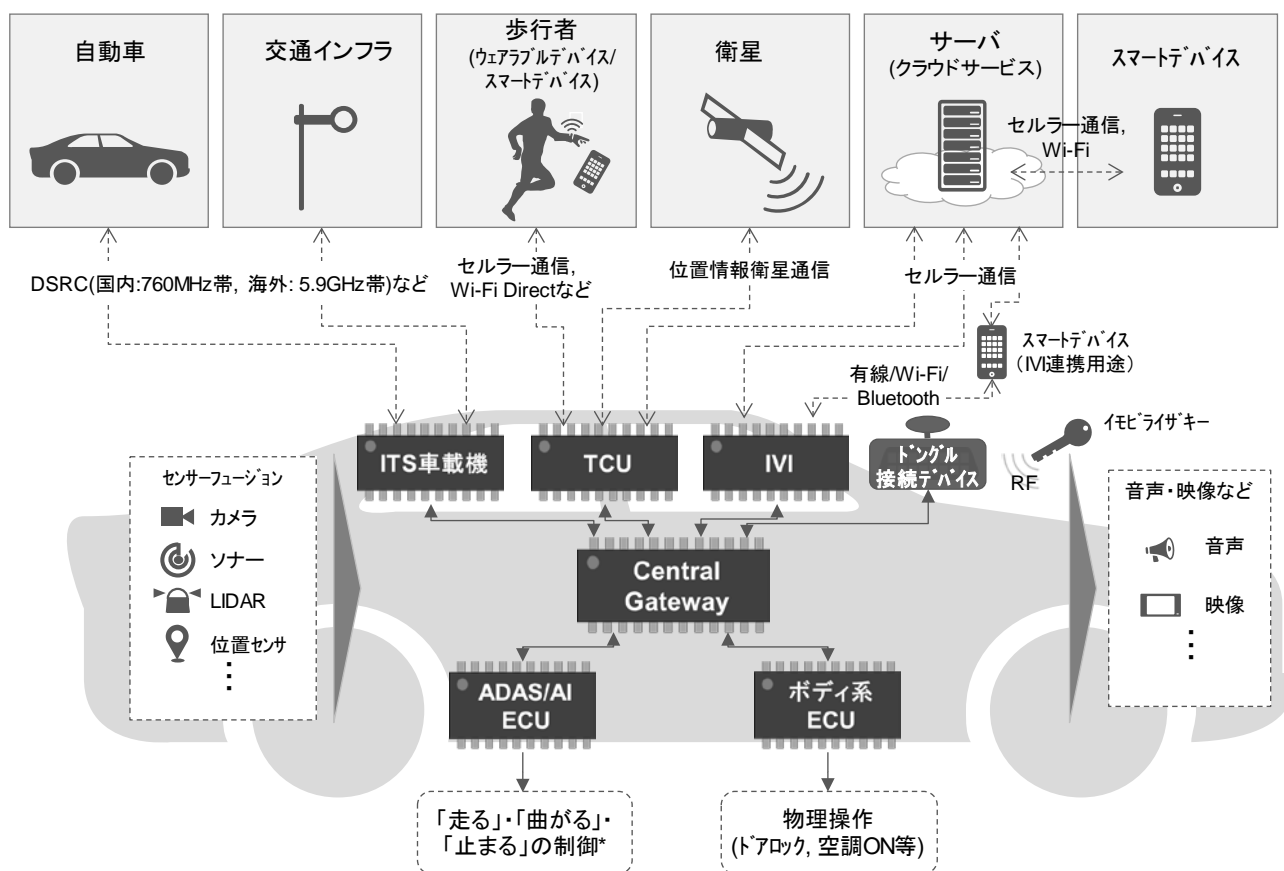 自動車
交通インフラ
歩行者
(ウェアラブルデバイス/
スマートデバイス)
衛星
サーバ
(クラウドサービス)
スマートデバイス
セルラー通信,
Wi-Fi
DSRC(国内:760MHz帯, 海外: 5.9GHz帯)など
セルラー通信,
Wi-Fi Directなど
位置情報衛星通信
セルラー通信
スマートデバイス
(IVI連携用途)
有線/Wi-Fi/
Bluetooth
イモビライザキー
RF
ITS車載機
TCU
IVI
ドングル
接続デバイス
センサーフュージョン
カメラ
ソナー
LIDAR
位置センサ
⋮
Central
Gateway
音声・映像など
音声
映像
⋮
ADAS/AI
ECU
ボディ系
ECU
「走る」・「曲がる」・
「止まる」の制御*
物理操作
(ドアロック, 空調ON等)